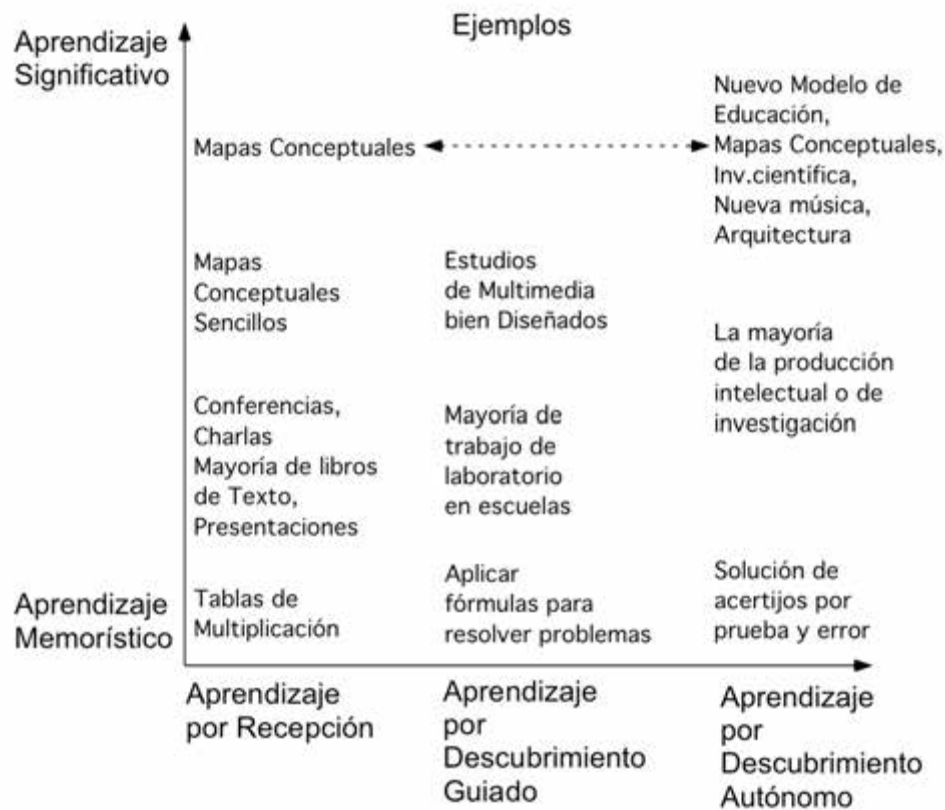 Ejemplos
Aprendizaje
Significativo
Mapas Conceptuales
Nuevo Modelo de
Educación,
Mapas Conceptuales,
Inv.científica,
Nueva música,
Arquitectura
Mapas
Conceptuales
Sencillos
Estudios
de Multimedia
bien Diseñados
La mayoría
de la producción
intelectual o de
investigación
Conferencias,
Charlas
Mayoría de libros
de Texto,
Presentaciones
Mayoría de
trabajo de
laboratorio
en escuelas
Aprendizaje
Memorístico
Tablas de
Multiplicación
Aplicar
fórmulas para
resolver problemas
Solución de
acertijos por
prueba y error
Aprendizaje
por Recepción
Aprendizaje
por
Descubrimiento
Guiado
Aprendizaje
por
Descubrimiento
Autónomo